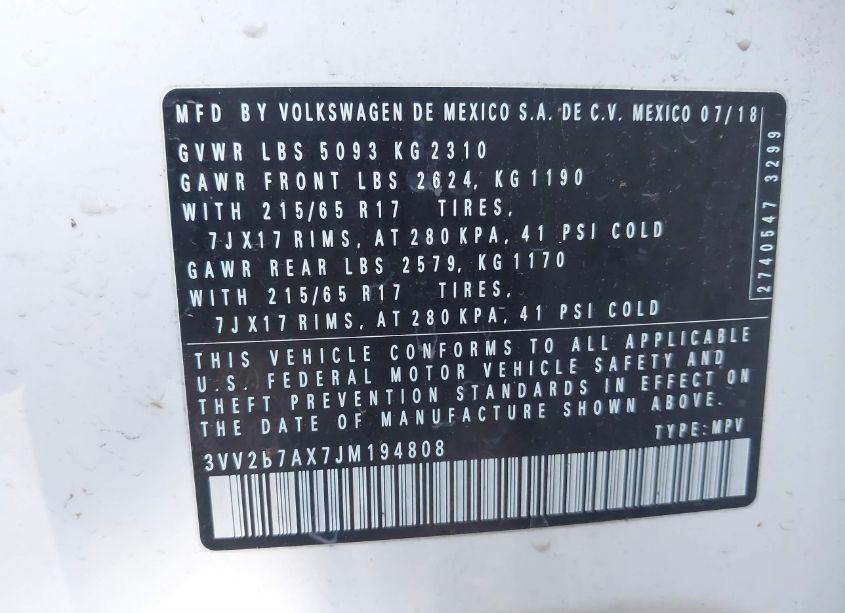 MFD BY VOLKSWAGEN DE MEXICO S.A. DE C.V. MEXICO 07/18
GVWR LBS 5093 KG 2310
GAWR FRONT LBS 2624, KG 1190
WITH 215/65 R17 TIRES,
7JX17 RIMS, AT 280 KPA, 41 PSI COLD
GAWR REAR LBS 2579, KG 1170
WITH 215/65 R17 TIRES,
7JX17 RIMS, AT 280 KPA, 41 PSI COLD
2740547 3299
THIS VEHICLE CONFORMS TO ALL APPLICABLE
U.S. FEDERAL MOTOR VEHICLE SAFETY AND
THEFT PREVENTION STANDARDS IN EFFECT ON
THE DATE OF MANUFACTURE SHOWN ABOVE.
3VV2B7AX7JM194808 TYPE:MPV